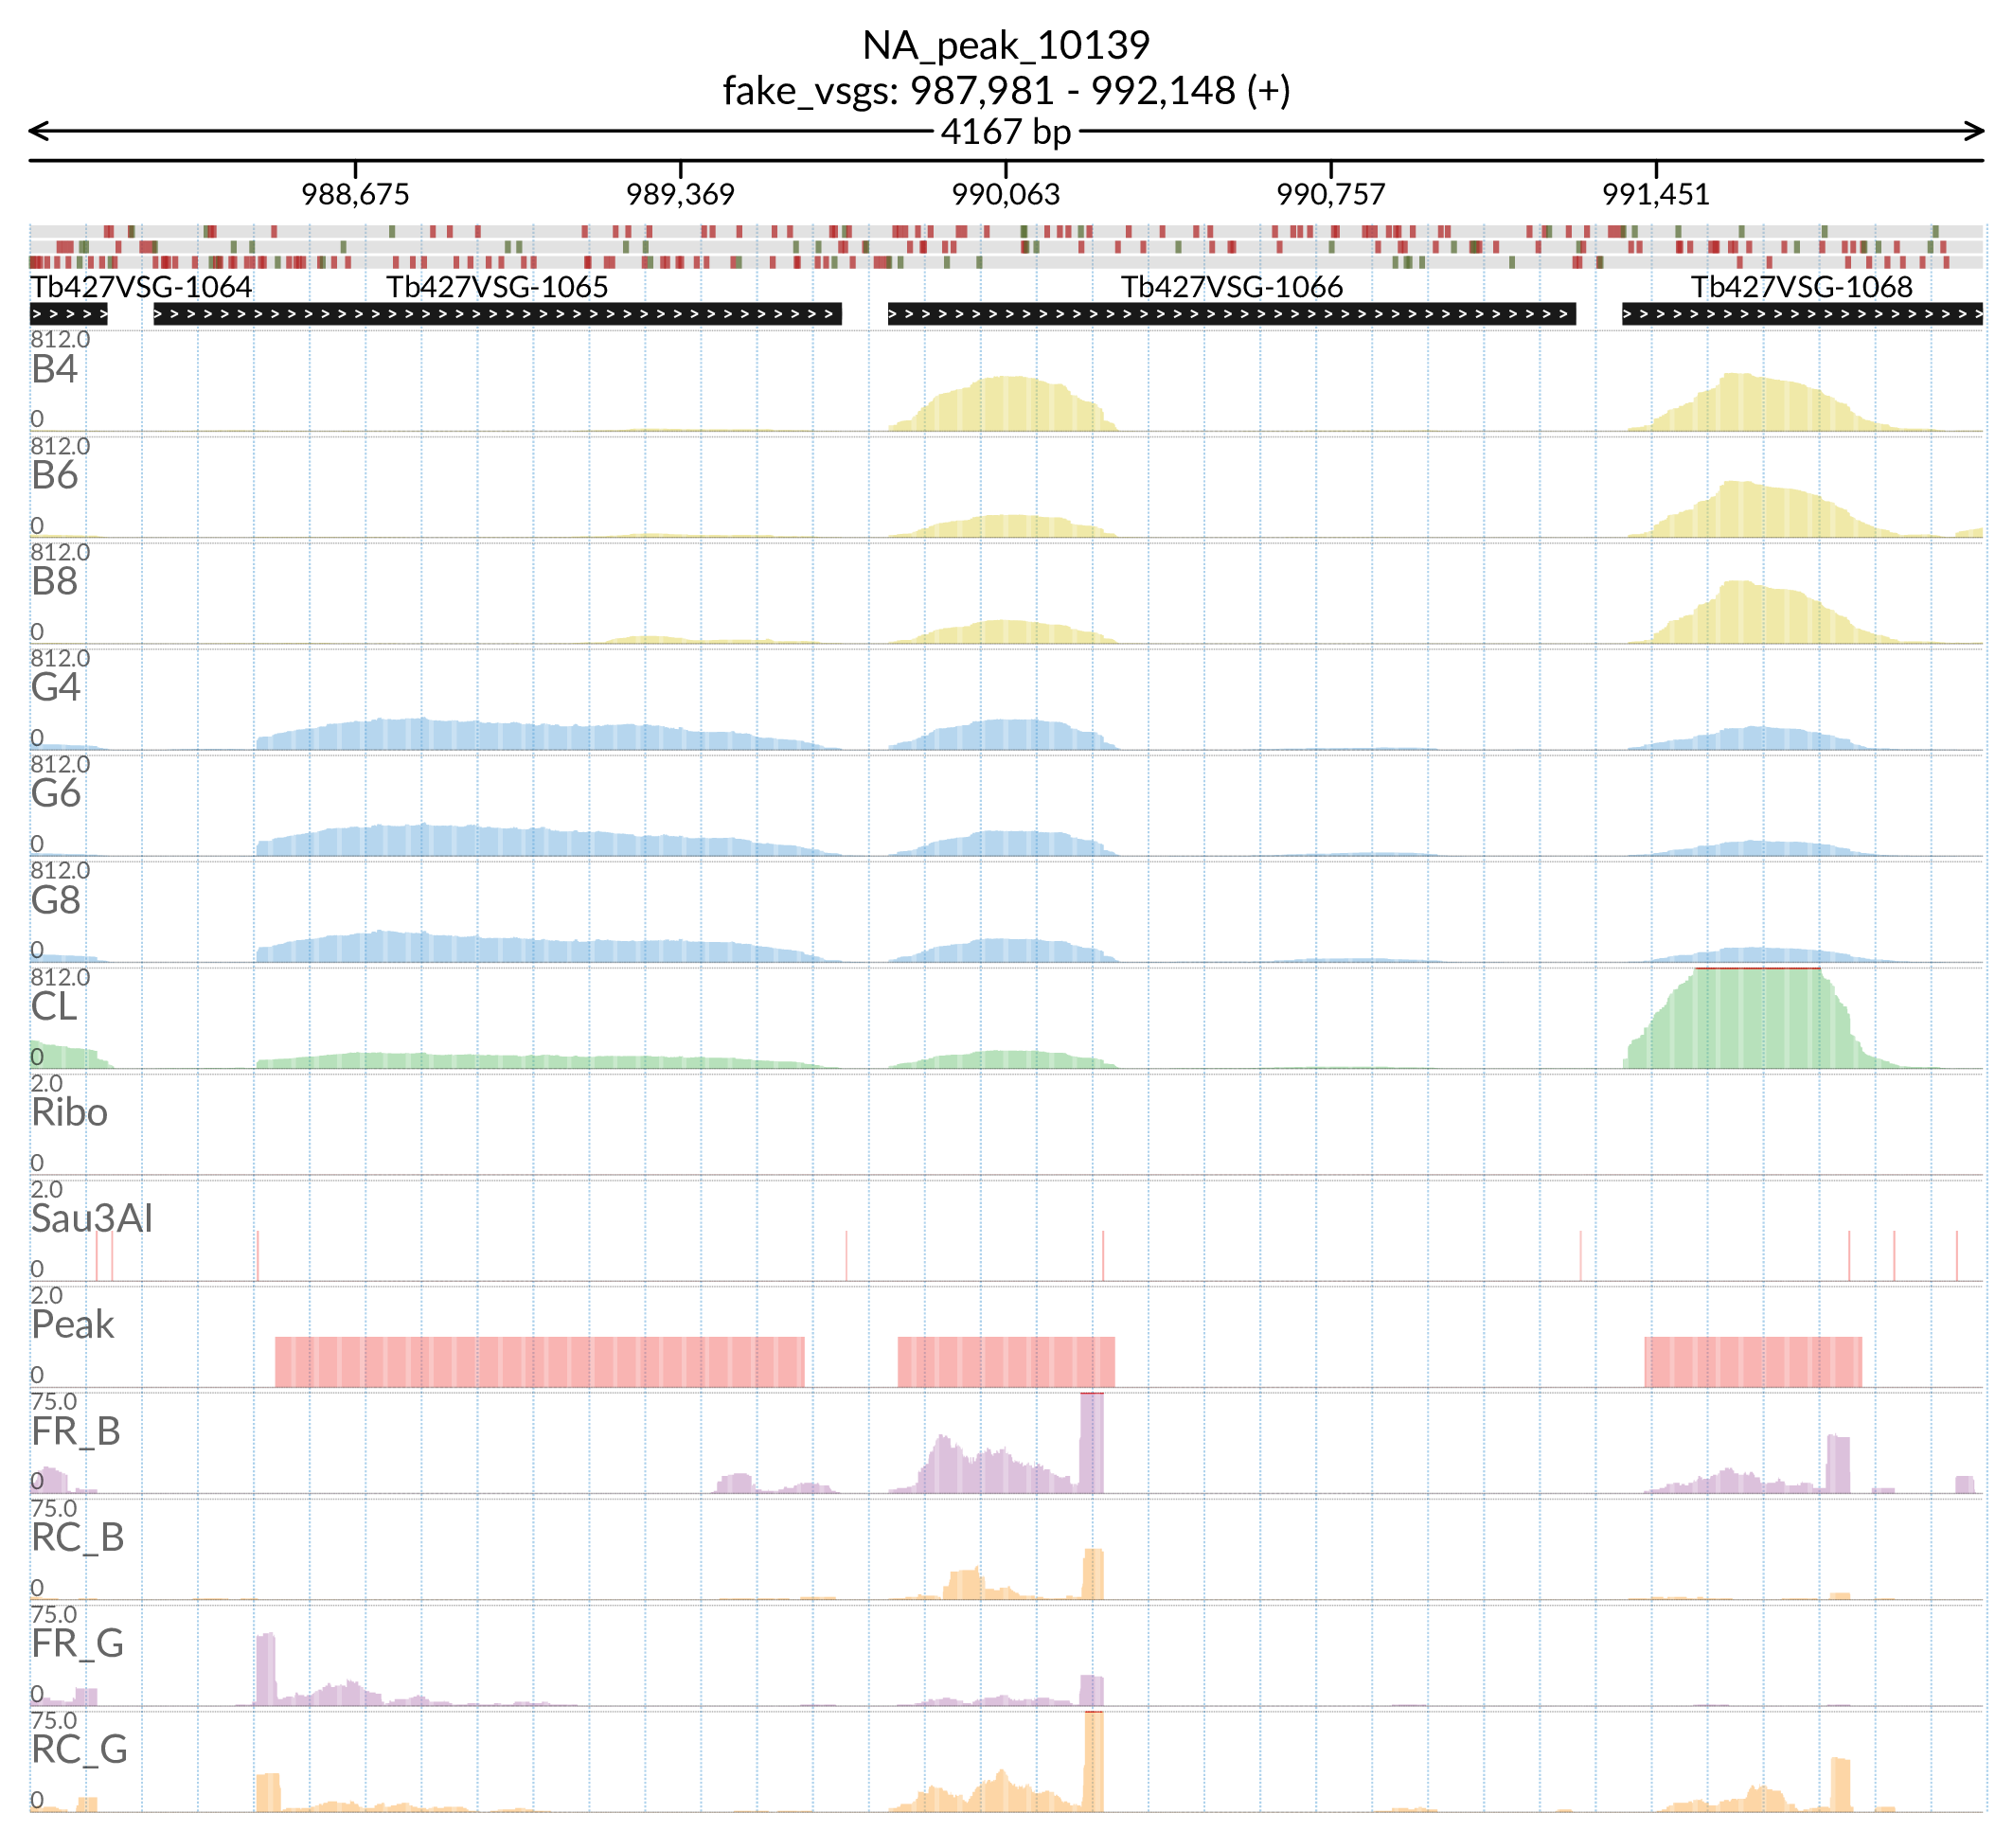 NA_peak_10139
fake_vsgs: 987,981 - 992,148 (+)
4167 bp
988,675 989,369 990,063 990,757 991,451
Tb427VSG-1064 Tb427VSG-1065 Tb427VSG-1066 Tb427VSG-1068
812.0
B4
0
812.0
B6
0
812.0
B8
0
812.0
G4
0
812.0
G6
0
812.0
G8
0
812.0
CL
0
2.0
Ribo
0
2.0
Sau3AI
0
2.0
Peak
0
75.0
FR_B
0
75.0
RC_B
0
75.0
FR_G
0
75.0
RC_G
0